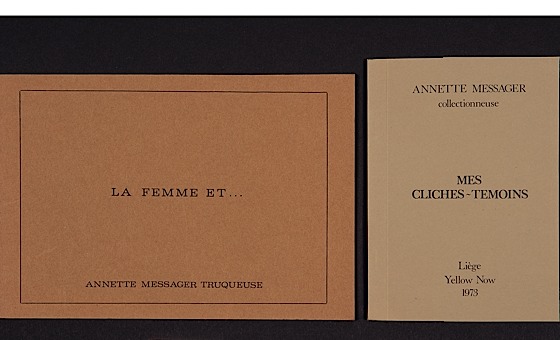 LA FEMME ET...
ANNETTE MESSAGER TRUQUEUSE
ANNETTE MESSAGER
collectionneuse
MES
CLICHES-TEMOINS
Liège
Yellow Now
1973